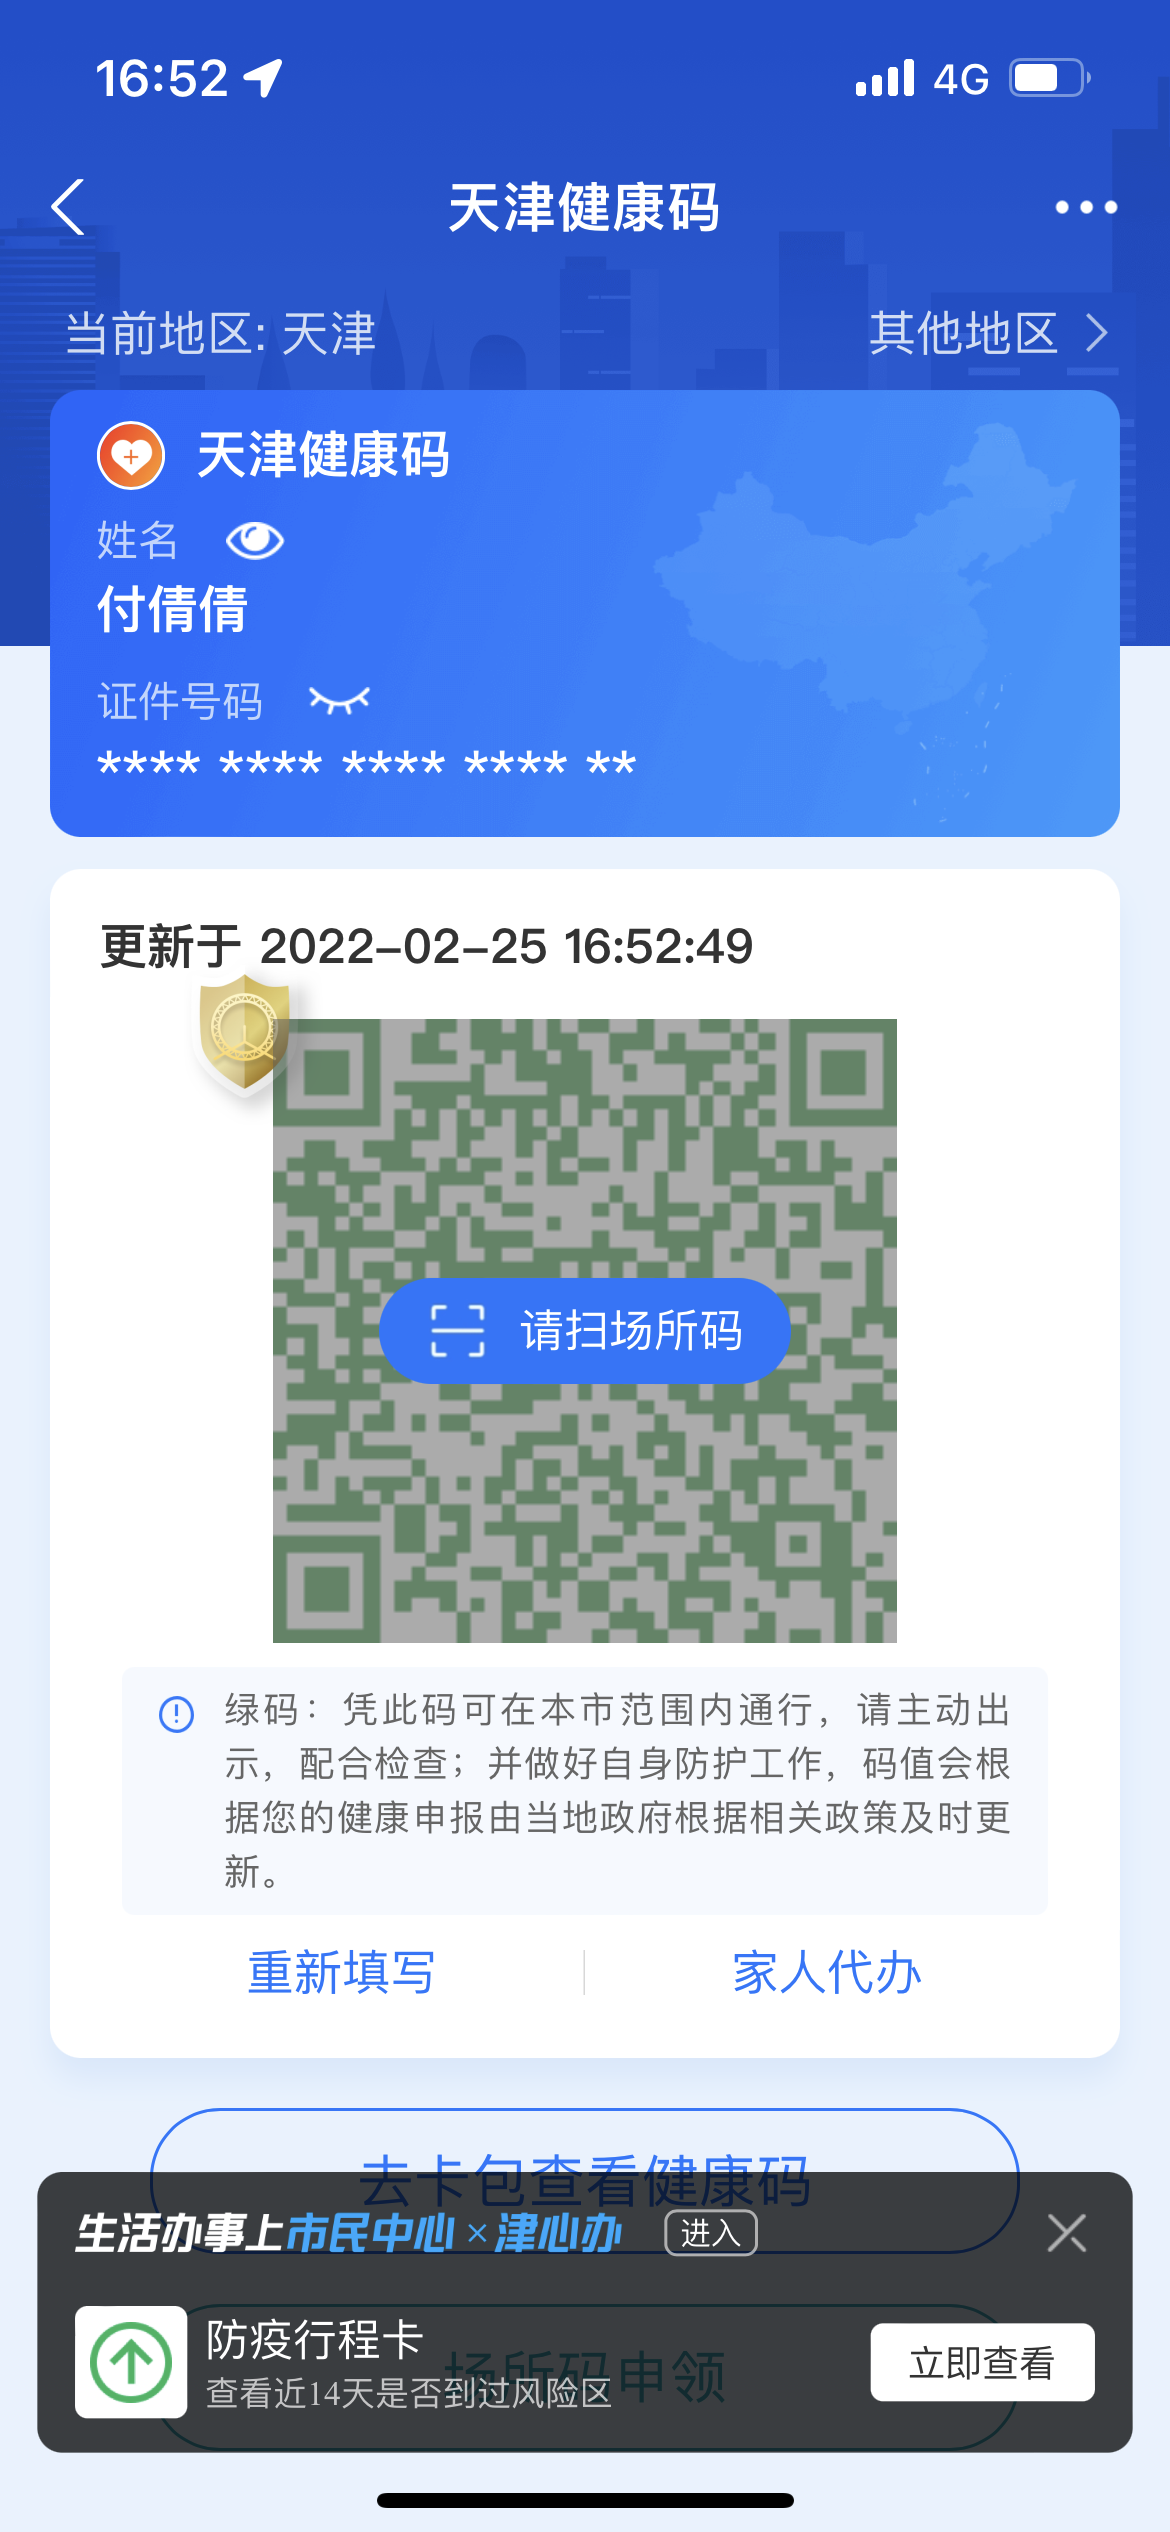 16:52
4G
天津健康码
当前地区: 天津
其他地区
天津健康码
姓名
付倩倩
证件号码
**** **** **** **** **
更新于 2022-02-25 16:52:49
请扫场所码
绿码：凭此码可在本市范围内通行，请主动出
示，配合检查；并做好自身防护工作，码值会根
据您的健康申报由当地政府根据相关政策及时更
新。
重新填写
家人代办
去卡包查看健康码
生活办事上市民中心×津心办
进入
防疫行程卡
查看近14天是否到过风险区
立即查看
场所码申领